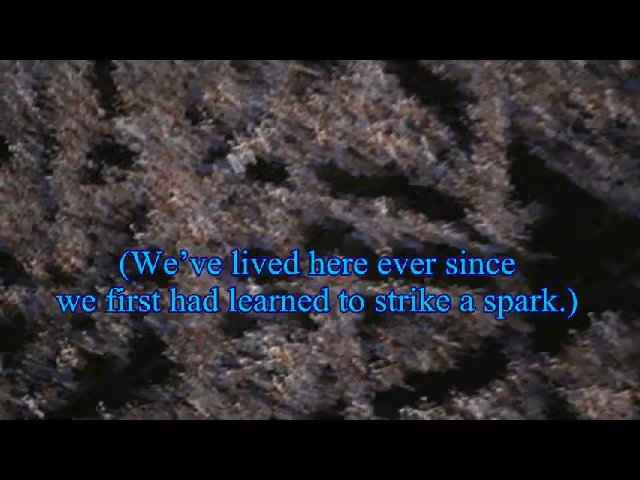 (We’ve lived here ever since
we first had learned to strike a spark.)